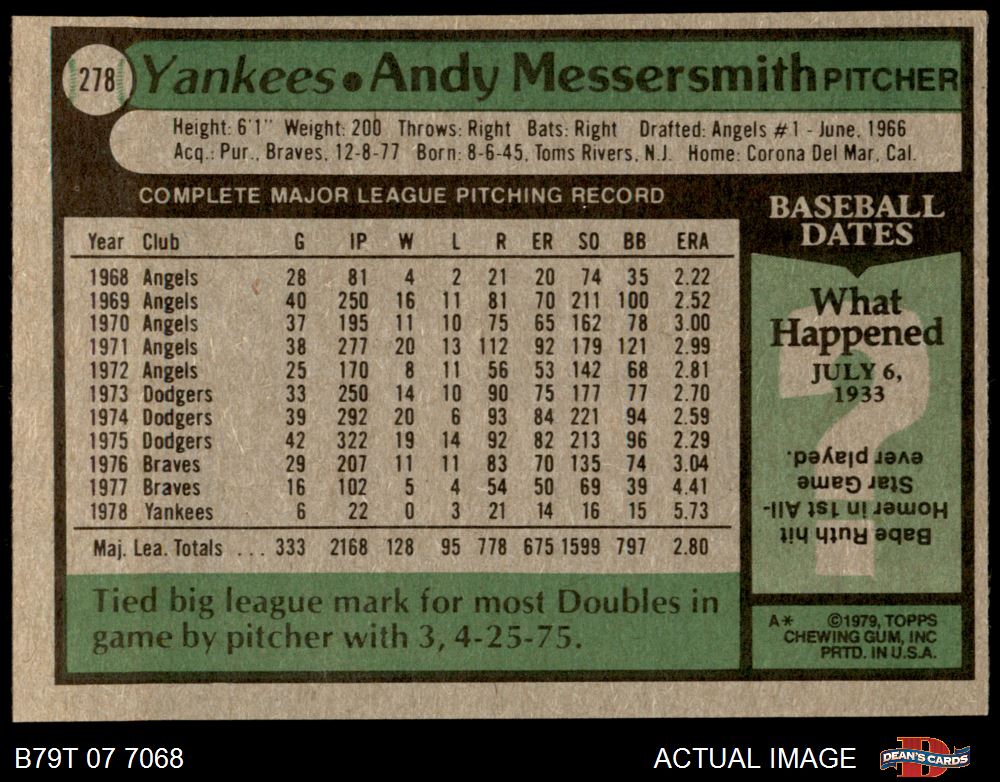 278 Yankees • Andy Messersmith PITCHER
Height: 6'1" Weight: 200 Throws: Right Bats: Right Drafted: Angels #1 - June, 1966
Acq.: Pur., Braves, 12-8-77 Born: 8-6-45, Toms Rivers, N.J. Home: Corona Del Mar, Cal.
COMPLETE MAJOR LEAGUE PITCHING RECORD
Year Club G IP W L R ER SO BB ERA
1968 Angels 28 81 4 2 21 20 74 35 2.22
1969 Angels 40 250 16 11 81 70 211 100 2.52
1970 Angels 37 195 11 10 75 65 162 78 3.00
1971 Angels 38 277 20 13 112 92 179 121 2.99
1972 Angels 25 170 8 11 56 53 142 68 2.81
1973 Dodgers 33 250 14 10 90 75 177 77 2.70
1974 Dodgers 39 292 20 6 93 84 221 94 2.59
1975 Dodgers 42 322 19 14 92 82 213 96 2.29
1976 Braves 29 207 11 11 83 70 135 74 3.04
1977 Braves 16 102 5 4 54 50 69 39 4.41
1978 Yankees 6 22 0 3 21 14 16 15 5.73
Maj. Lea. Totals ... 333 2168 128 95 778 675 1599 797 2.80
Tied big league mark for most Doubles in
game by pitcher with 3, 4-25-75.
BASEBALL
DATES
What
Happened
JULY 6,
1933
?
Babe Ruth hit
Homer in 1st All-
Star Game
ever played.
A* ©1979, TOPPS
CHEWING GUM, INC
PRTD. IN U.S.A.
B79T 07 7068 ACTUAL IMAGE DEAN'S CARDS